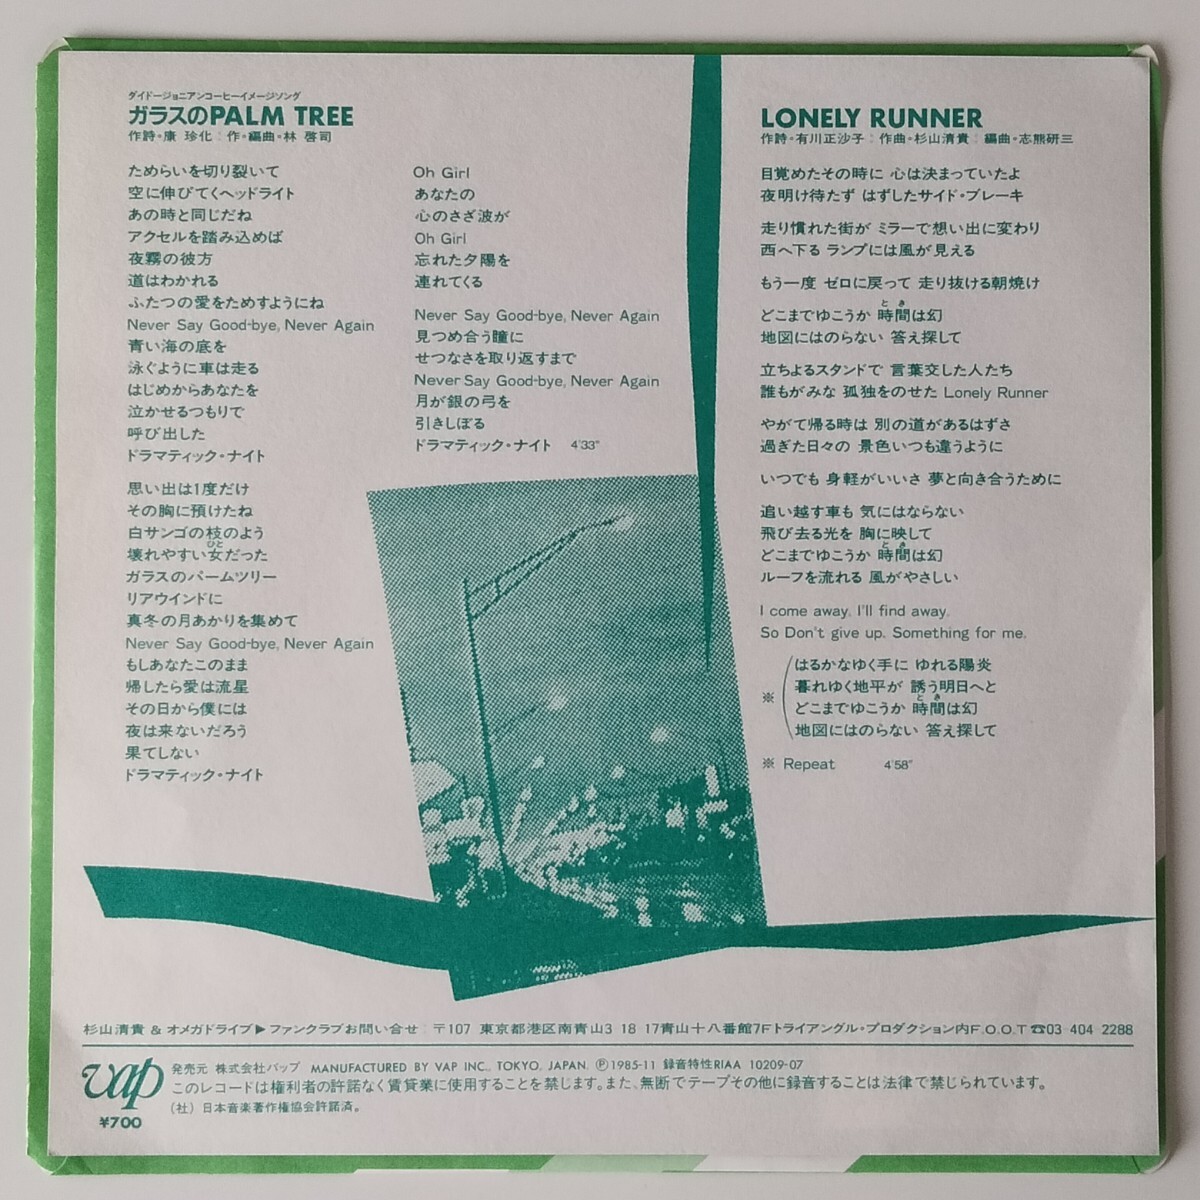 ダイドージョニアンコーヒーイメージソング
ガラスのPALM TREE
作詩・康 珍化 : 作・編曲・林 啓司
ためらいを切り裂いて
空に伸びてくヘッドライト
あの時と同じだね
アクセルを踏み込めば
夜霧の彼方
道はわかれる
ふたつの愛をためすようにね
Never Say Good-bye, Never Again
青い海の底を
泳ぐように車は走る
はじめからあなたを
泣かせるつもりで
呼び出した
ドラマティック・ナイト
思い出は1度だけ
その胸に預けたね
白サンゴの枝のよう
壊れやすい女だった
ひと
ガラスのパームツリー
リアウインドに
真冬の月あかりを集めて
Never Say Good-bye, Never Again
もしあなたこのまま
帰したら愛は流星
その日から僕には
夜は来ないだろう
果てしない
ドラマティック・ナイト
Oh Girl
あなたの
心のさざ波が
Oh Girl
忘れた夕陽を
連れてくる
Never Say Good-bye, Never Again
見つめ合う瞳に
せつなさを取り返すまで
Never Say Good-bye, Never Again
月が銀の弓を
引きしぼる
ドラマティック・ナイト 4'33"
LONELY RUNNER
作詩・有川正沙子 : 作曲・杉山清貴 : 編曲・志熊研三
目覚めたその時に 心は決まっていたよ
夜明け待たず はずしたサイド・ブレーキ
走り慣れた街が ミラーで想い出に変わり
西へ下る ランプには風が見える
もう一度 ゼロに戻って 走り抜ける朝焼け
とき
どこまでゆこうか 時間は幻
地図にはのらない 答え探して
立ちよるスタンドで 言葉交した人たち
誰もがみな 孤独をのせた Lonely Runner
やがて帰る時は 別の道があるはずさ
過ぎた日々の 景色いつも違うように
いつでも 身軽がいいさ 夢と向き合うために
追い越す車も 気にはならない
飛び去る光を 胸に映して
とき
どこまでゆこうか 時間は幻
ルーフを流れる 風がやさしい
I come away. I'll find away.
So Don't give up. Something for me.
はるかなゆく手に ゆれる陽炎
※ 暮れゆく地平が 誘う明日へと
とき
どこまでゆこうか 時間は幻
地図にはのらない 答え探して
※ Repeat 4'58"
杉山清貴 & オメガドライブ▶ファンクラブお問い合せ : 〒107 東京都港区南青山3 18 17青山十八番館7Fトライアングル・プロダクション内F.O.O.T ☎03 404 2288
vap
発売元 株式会社バップ MANUFACTURED BY VAP INC., TOKYO, JAPAN. Ⓟ1985-11 録音特性RIAA 10209-07
このレコードは権利者の許諾なく賃貸業に使用することを禁じます。また、無断でテープその他に録音することは法律で禁じられています。
(社) 日本音楽著作権協会許諾済。
¥700